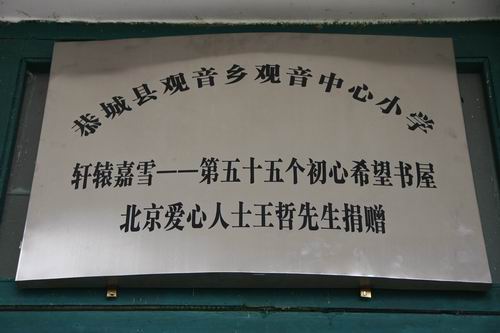 恭城县观音乡观音中心小学
轩辕嘉雪——第五十五个初心希望书屋
北京爱心人士王哲先生捐赠